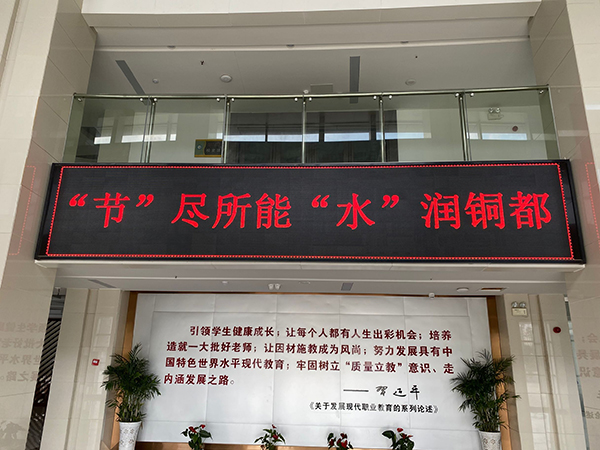 “节”尽所能“水”润铜都
引领学生健康成长；让每个人都有人生出彩机会；培养
造就一大批好老师；让因材施教成为风尚；努力发展具有中
国特色世界水平现代教育；牢固树立“质量立教”意识、走
内涵发展之路。
——
《关于发展现代职业教育的系列论述》